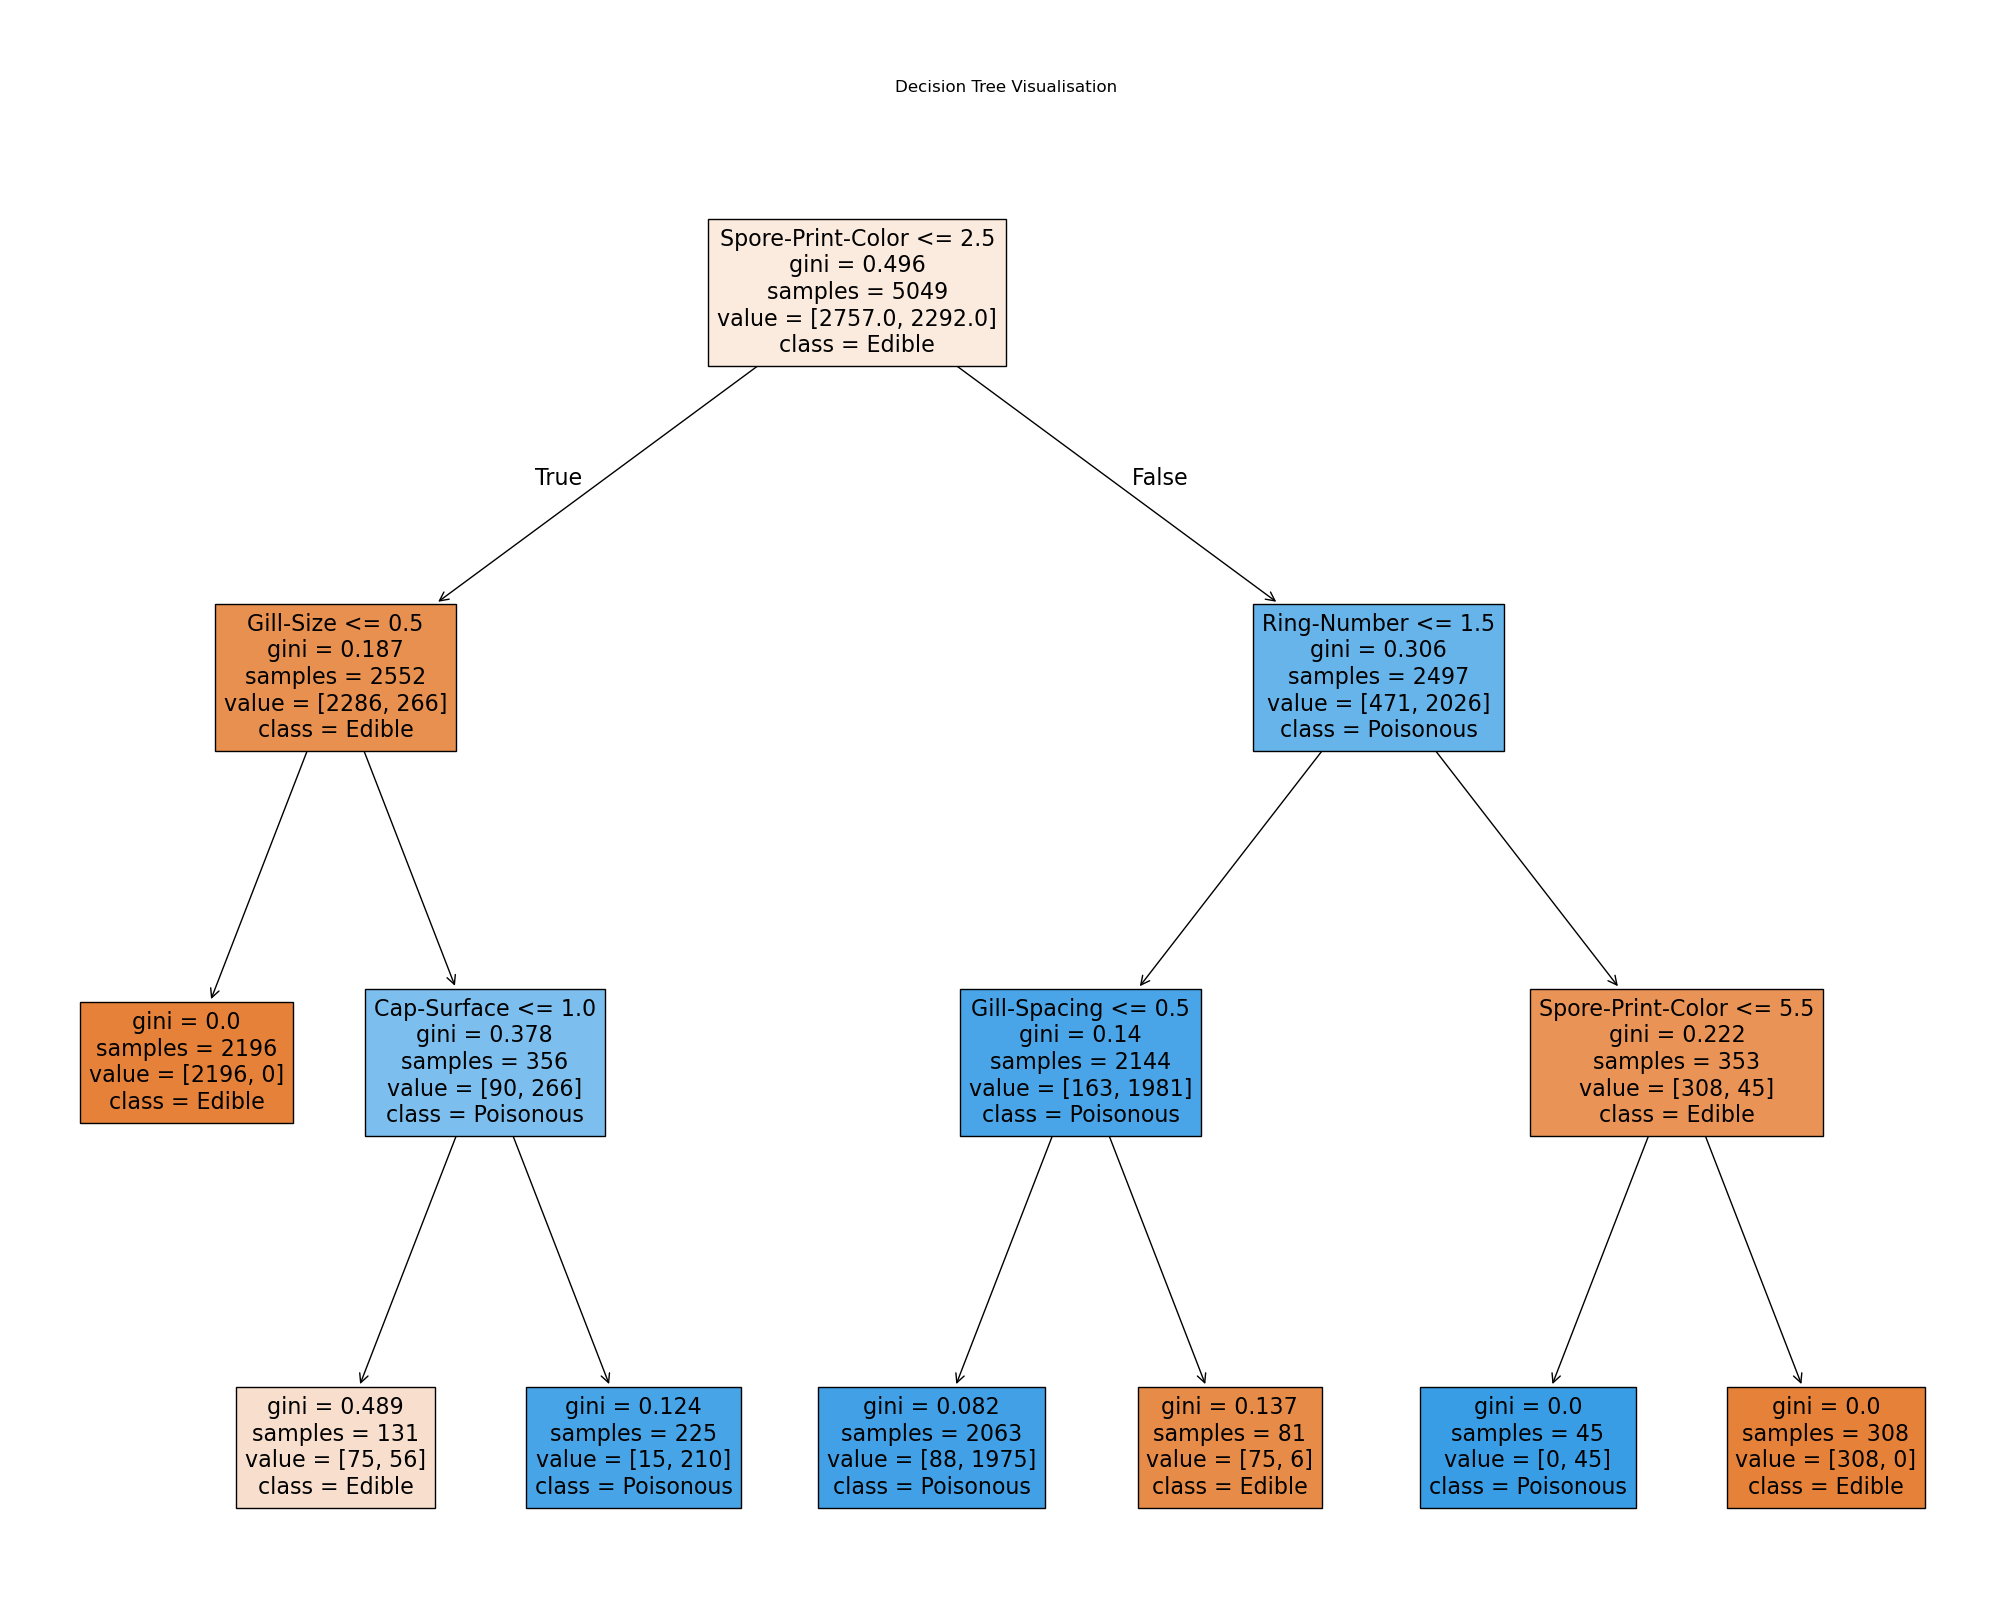 Decision Tree Visualisation
Spore-Print-Color <= 2.5
gini = 0.496
samples = 5049
value = [2757.0, 2292.0]
class = Edible
True
False
Gill-Size <= 0.5
gini = 0.187
samples = 2552
value = [2286, 266]
class = Edible
Ring-Number <= 1.5
gini = 0.306
samples = 2497
value = [471, 2026]
class = Poisonous
gini = 0.0
samples = 2196
value = [2196, 0]
class = Edible
Cap-Surface <= 1.0
gini = 0.378
samples = 356
value = [90, 266]
class = Poisonous
Gill-Spacing <= 0.5
gini = 0.14
samples = 2144
value = [163, 1981]
class = Poisonous
Spore-Print-Color <= 5.5
gini = 0.222
samples = 353
value = [308, 45]
class = Edible
gini = 0.489
samples = 131
value = [75, 56]
class = Edible
gini = 0.124
samples = 225
value = [15, 210]
class = Poisonous
gini = 0.082
samples = 2063
value = [88, 1975]
class = Poisonous
gini = 0.137
samples = 81
value = [75, 6]
class = Edible
gini = 0.0
samples = 45
value = [0, 45]
class = Poisonous
gini = 0.0
samples = 308
value = [308, 0]
class = Edible